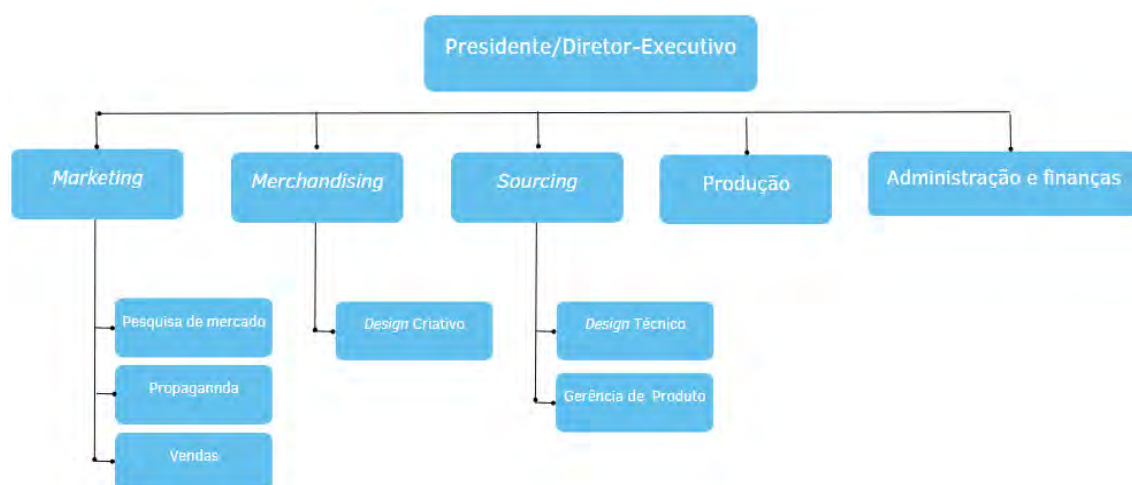 Presidente/Diretor-Executivo
Marketing
Merchandising
Sourcing
Produção
Administração e finanças
Pesquisa de mercado
Propagannda
Vendas
Design Criativo
Design Técnico
Gerência de Produto